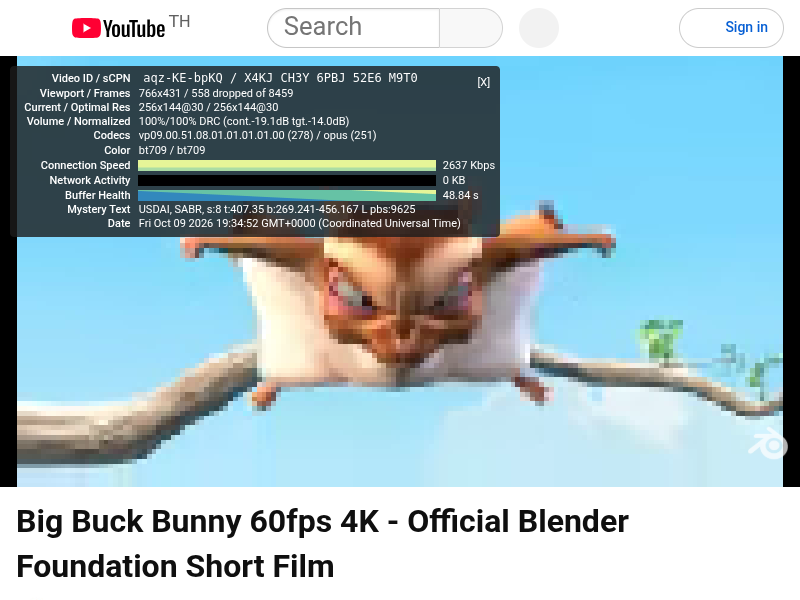 YouTube TH
Search
Sign in
Video ID / sCPN aqz-KE-bpKQ / X4KJ CH3Y 6PBJ 52E6 M9T0
[X]
Viewport / Frames 766x431 / 558 dropped of 8459
Current / Optimal Res 256x144@30 / 256x144@30
Volume / Normalized 100%/100% DRC (cont.-19.1dB tgt.-14.0dB)
Codecs vp09.00.51.08.01.01.01.01.00 (278) / opus (251)
Color bt709 / bt709
Connection Speed 2637 Kbps
Network Activity 0 KB
Buffer Health 48.84 s
Mystery Text USDAI, SABR, s:8 t:407.35 b:269.241-456.167 L pbs:9625
Date Fri Oct 09 2026 19:34:52 GMT+0000 (Coordinated Universal Time)
Big Buck Bunny 60fps 4K - Official Blender
Foundation Short Film